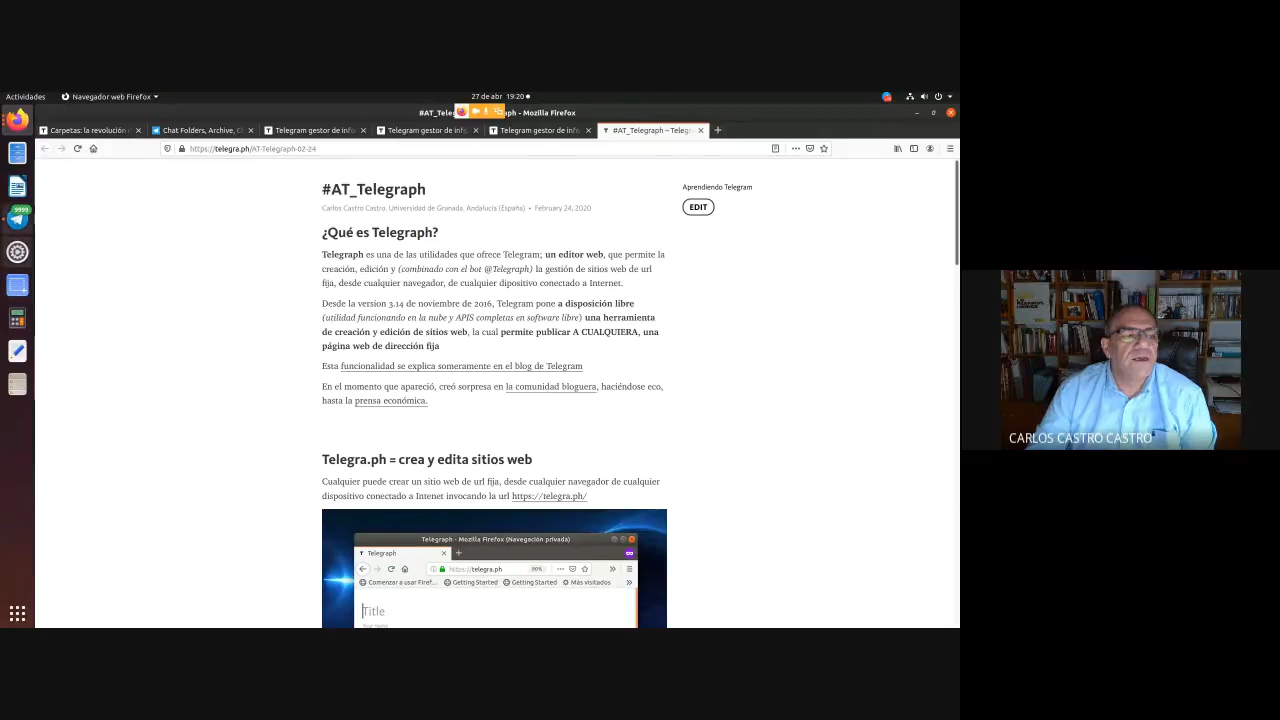 Actividades
Navegador web Firefox
27 de abr 19:20
#AT_Teleg
aph - Mozilla Firefox
Carpetas: la revolución
Chat Folders, Archive, C
Telegram gestor de info
Telegram gestor de info
Telegram gestor de info
#AT_Telegraph – Telegr
https://telegra.ph/AT-Telegraph-02-24
9999
#AT_Telegraph
Aprendiendo Telegram
Carlos Castro Castro. Universidad de Granada. Andalucía (España) • February 24, 2020
EDIT
¿Qué es Telegraph?
Telegraph es una de las utilidades que ofrece Telegram; un editor web, que permite la
creación, edición y (combinado con el bot @Telegraph) la gestión de sitios web de url
fija, desde cualquier navegador, de cualquier dipositivo conectado a Internet.
Desde la version 3.14 de noviembre de 2016, Telegram pone a disposición libre
(utilidad funcionando en la nube y APIS completas en software libre) una herramienta
de creación y edición de sitios web, la cual permite publicar A CUALQUIERA, una
página web de dirección fija
Esta funcionalidad se explica someramente en el blog de Telegram
En el momento que apareció, creó sorpresa en la comunidad bloguera, haciéndose eco,
hasta la prensa económica.
Telegra.ph = crea y edita sitios web
Cualquier puede crear un sitio web de url fija, desde cualquier navegador de cualquier
dispositivo conectado a Intenet invocando la url https://telegra.ph/
Telegraph - Mozilla Firefox (Navegación privada)
Telegraph
https://telegra.ph
90%
Comenzar a usar Firef...
Getting Started
Getting Started
Más visitados
Title
Your name
CARLOS CASTRO CASTRO